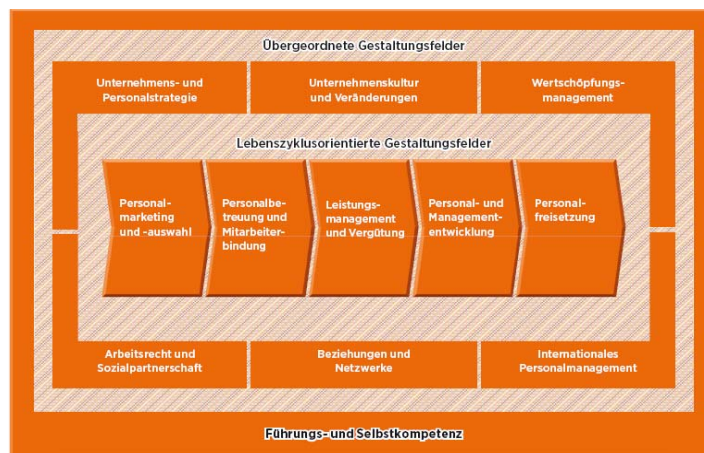 Übergeordnete Gestaltungsfelder
Unternehmens- und
Personalstrategie
Unternehmenskultur
und Veränderungen
Wertschöpfungs-
management
Lebenszyklusorientierte Gestaltungsfelder
Personal-
marketing
und -auswahl
Personalbe-
treuung und
Mitarbeiter-
bindung
Leistungs-
management
und Vergütung
Personal- und
Management-
entwicklung
Personal-
freisetzung
Arbeitsrecht und
Sozialpartnerschaft
Beziehungen und
Netzwerke
Internationales
Personalmanagement
Führungs- und Selbstkompetenz